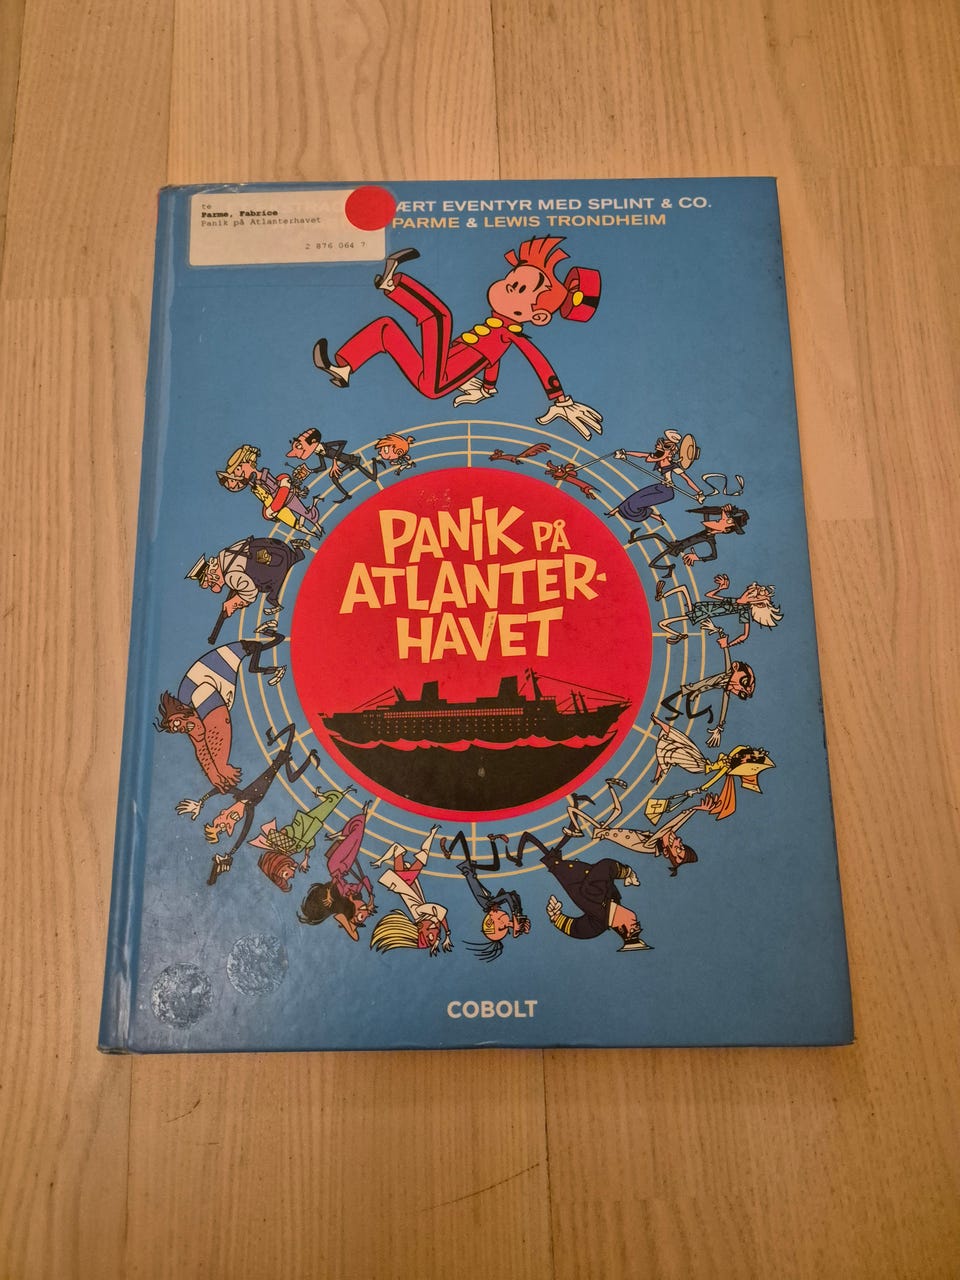 te
Parme, Fabrice
Panik på Atlanterhavet
2 876 064 7
ÆRT EVENTYR MED SPLINT & CO.
PARME & LEWIS TRONDHEIM
PANIK PÅ
ATLANTER-
HAVET
COBOLT